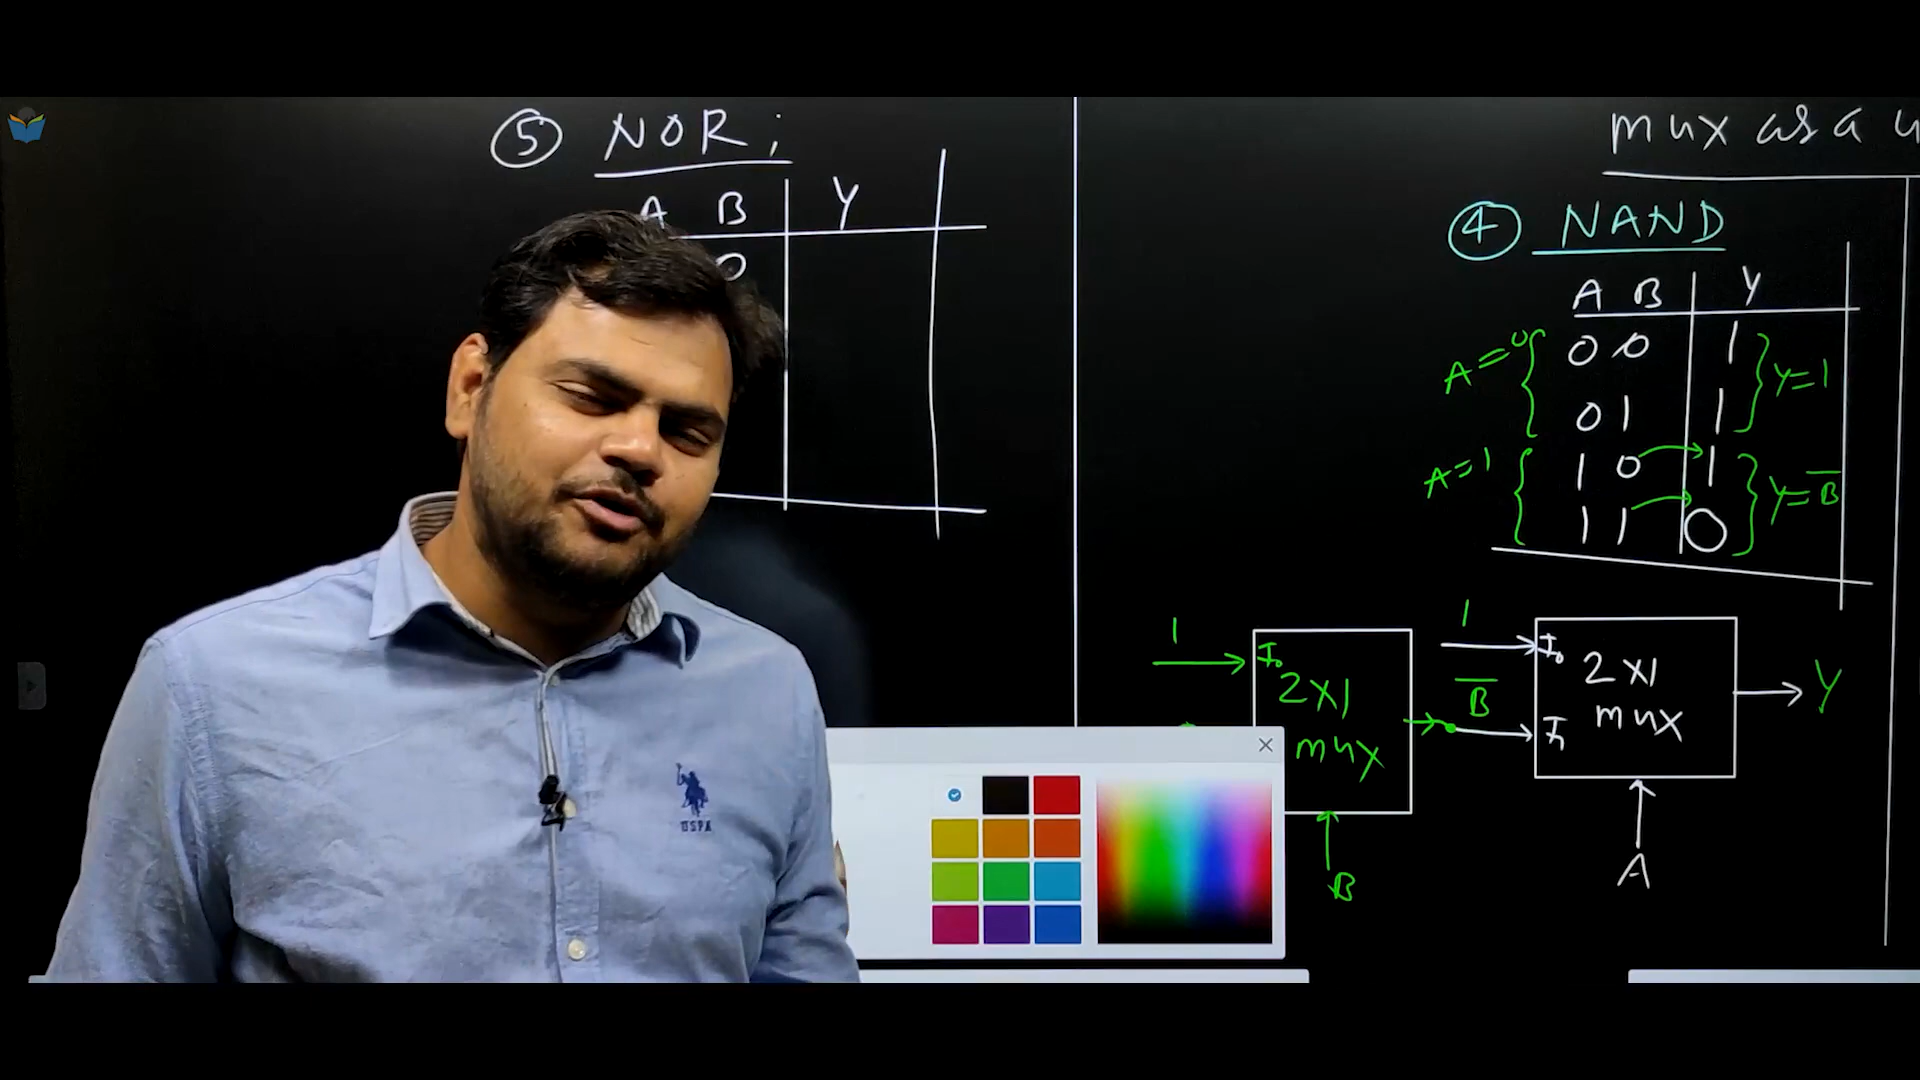 ⑤ NOR ;
A B Y
0
mux as a u
④ NAND
A B Y
A=0 0 0 1 Y=1
0 1 1
A=1 1 0 1 Y=B̅
1 1 0
1 I₀ 2X1 mux
B
1 I₀ 2X1 mux Y
B̅ I₁
A
USPA